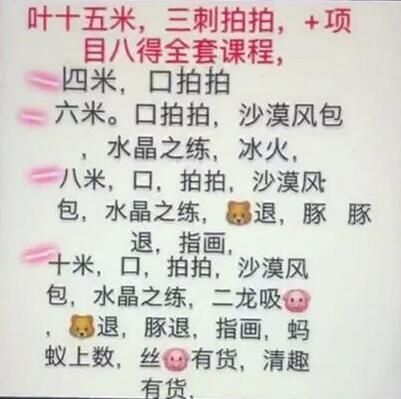 叶十五米，三刺拍拍，+项
目八得全套课程，
四米，口拍拍
六米。口拍拍，沙漠风包
，水晶之练，冰火，
八米，口，拍拍，沙漠风
包，水晶之练，🐻退，豚 豚
退，指画，
十米，口，拍拍，沙漠风
包，水晶之练，二龙吸🐷
，🐻退，豚退，指画，蚂
蚁上数，丝🐷有货，清趣
有货，